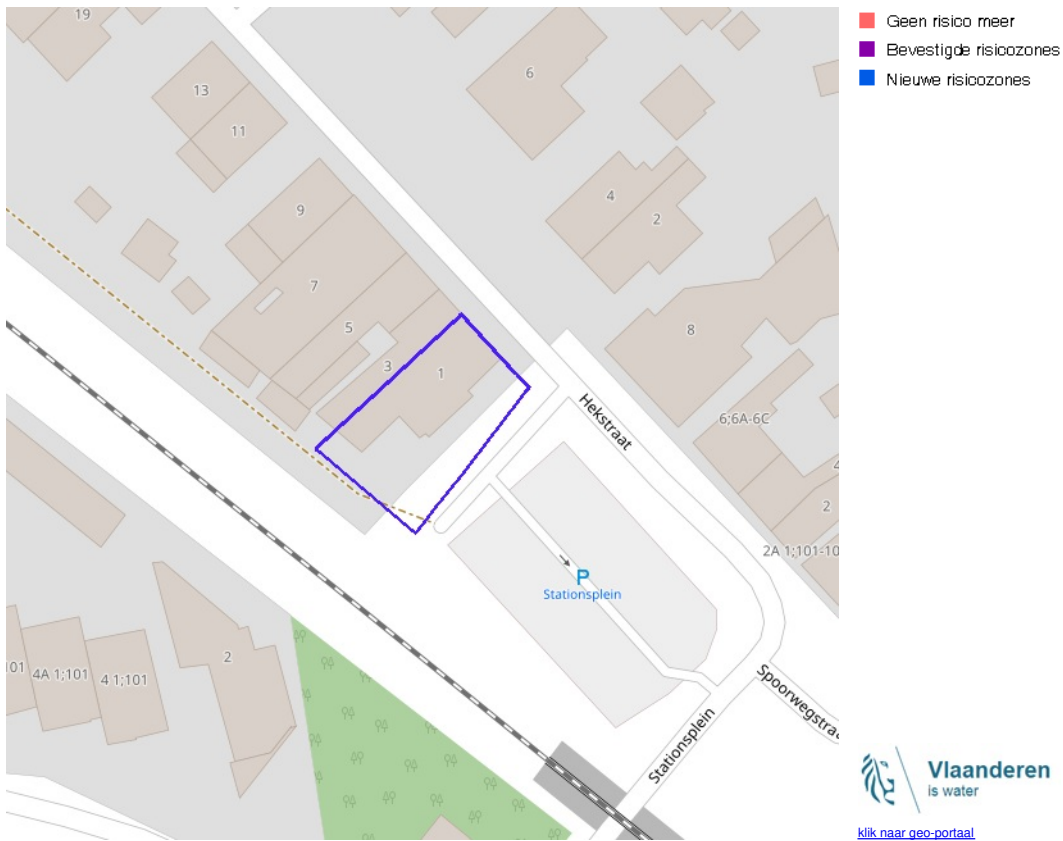 19
13
11
9
7
5
3
1
6
4
2
8
6;6A-6C
4
2
2A 1;101-10
Hekstraat
P
Stationsplein
Spoorwegstraa
Stationsplein
101
4A 1;101
4 1;101
2
Geen risico meer
Bevestigde risicozones
Nieuwe risicozones
Vlaanderen
is water
klik naar geo-portaal